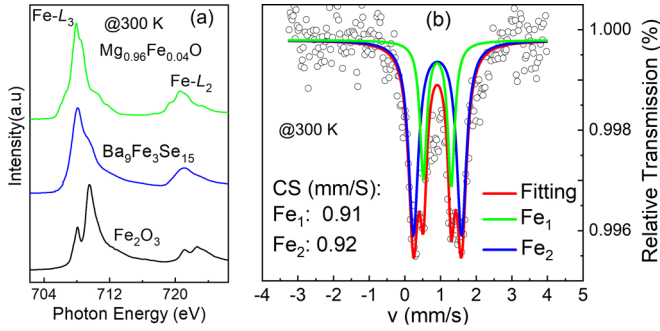 (a)
Fe-L3
@300 K
Mg0.96Fe0.04O
Fe-L2
Ba9Fe3Se15
Fe2O3
Intensity(a.u)
704 712 720
Photon Energy (eV)
(b)
@300 K
CS (mm/S):
Fe1: 0.91
Fe2: 0.92
Fitting
Fe1
Fe2
1.000
0.998
0.996
Relative Transmission (%)
-4 -3 -2 -1 0 1 2 3 4 5
v (mm/s)